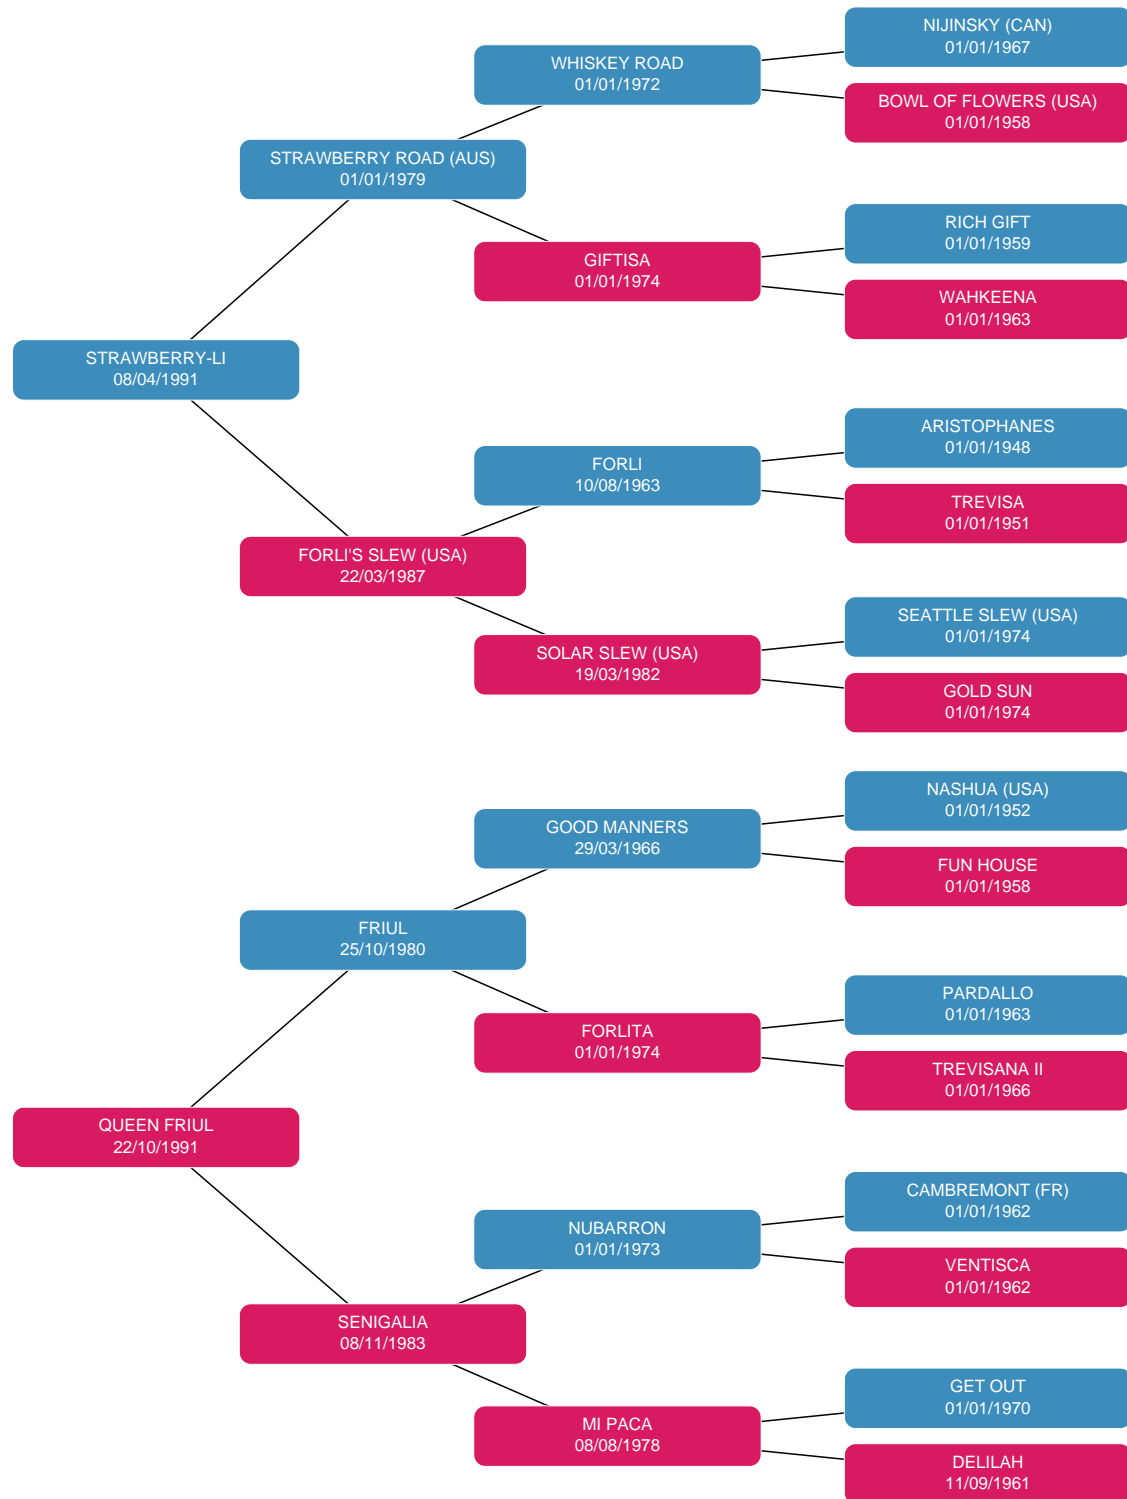 NIJINSKY (CAN)
01/01/1967
WHISKEY ROAD
01/01/1972
BOWL OF FLOWERS (USA)
01/01/1958
STRAWBERRY ROAD (AUS)
01/01/1979
RICH GIFT
01/01/1959
GIFTISA
01/01/1974
WAHKEENA
01/01/1963
STRAWBERRY-LI
08/04/1991
ARISTOPHANES
01/01/1948
FORLI
10/08/1963
TREVISA
01/01/1951
FORLI'S SLEW (USA)
22/03/1987
SEATTLE SLEW (USA)
01/01/1974
SOLAR SLEW (USA)
19/03/1982
GOLD SUN
01/01/1974
NASHUA (USA)
01/01/1952
GOOD MANNERS
29/03/1966
FUN HOUSE
01/01/1958
FRIUL
25/10/1980
PARDALLO
01/01/1963
FORLITA
01/01/1974
TREVISANA II
01/01/1966
QUEEN FRIUL
22/10/1991
CAMBREMONT (FR)
01/01/1962
NUBARRON
01/01/1973
VENTISCA
01/01/1962
SENIGALIA
08/11/1983
GET OUT
01/01/1970
MI PACA
08/08/1978
DELILAH
11/09/1961